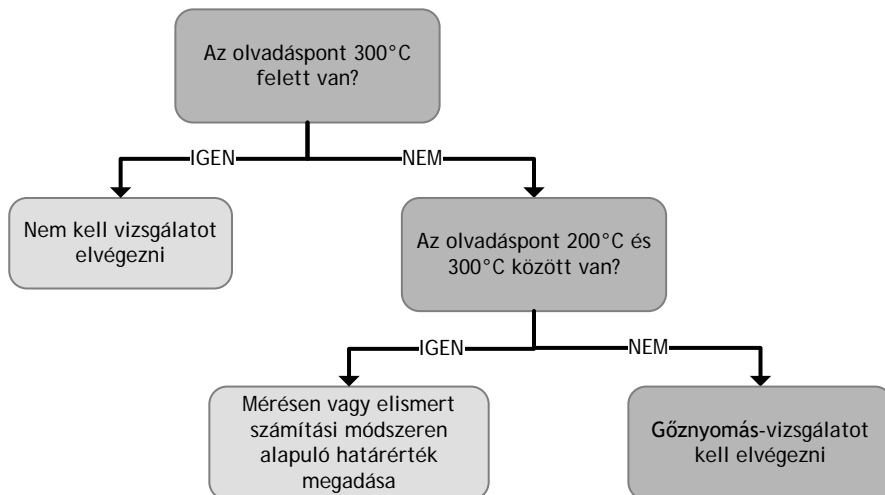 Az olvadáspont 300°C
felett van?
IGEN
NEM
Nem kell vizsgálatot
elvégezni
Az olvadáspont 200°C és
300°C között van?
IGEN
NEM
Mérésen vagy elismert
számítási módszeren
alapuló határérték
megadása
Gőznyomás-vizsgálatot
kell elvégezni